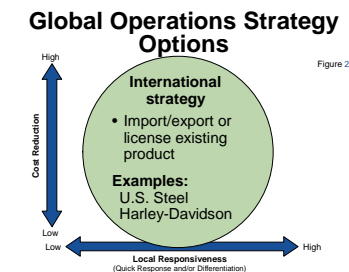 Global Operations Strategy
Options
High
Figure 2
International
strategy
• Import/export or
license existing
product
Examples:
U.S. Steel
Harley-Davidson
Cost Reduction
Low
Low
High
Local Responsiveness
(Quick Response and/or Differentiation)